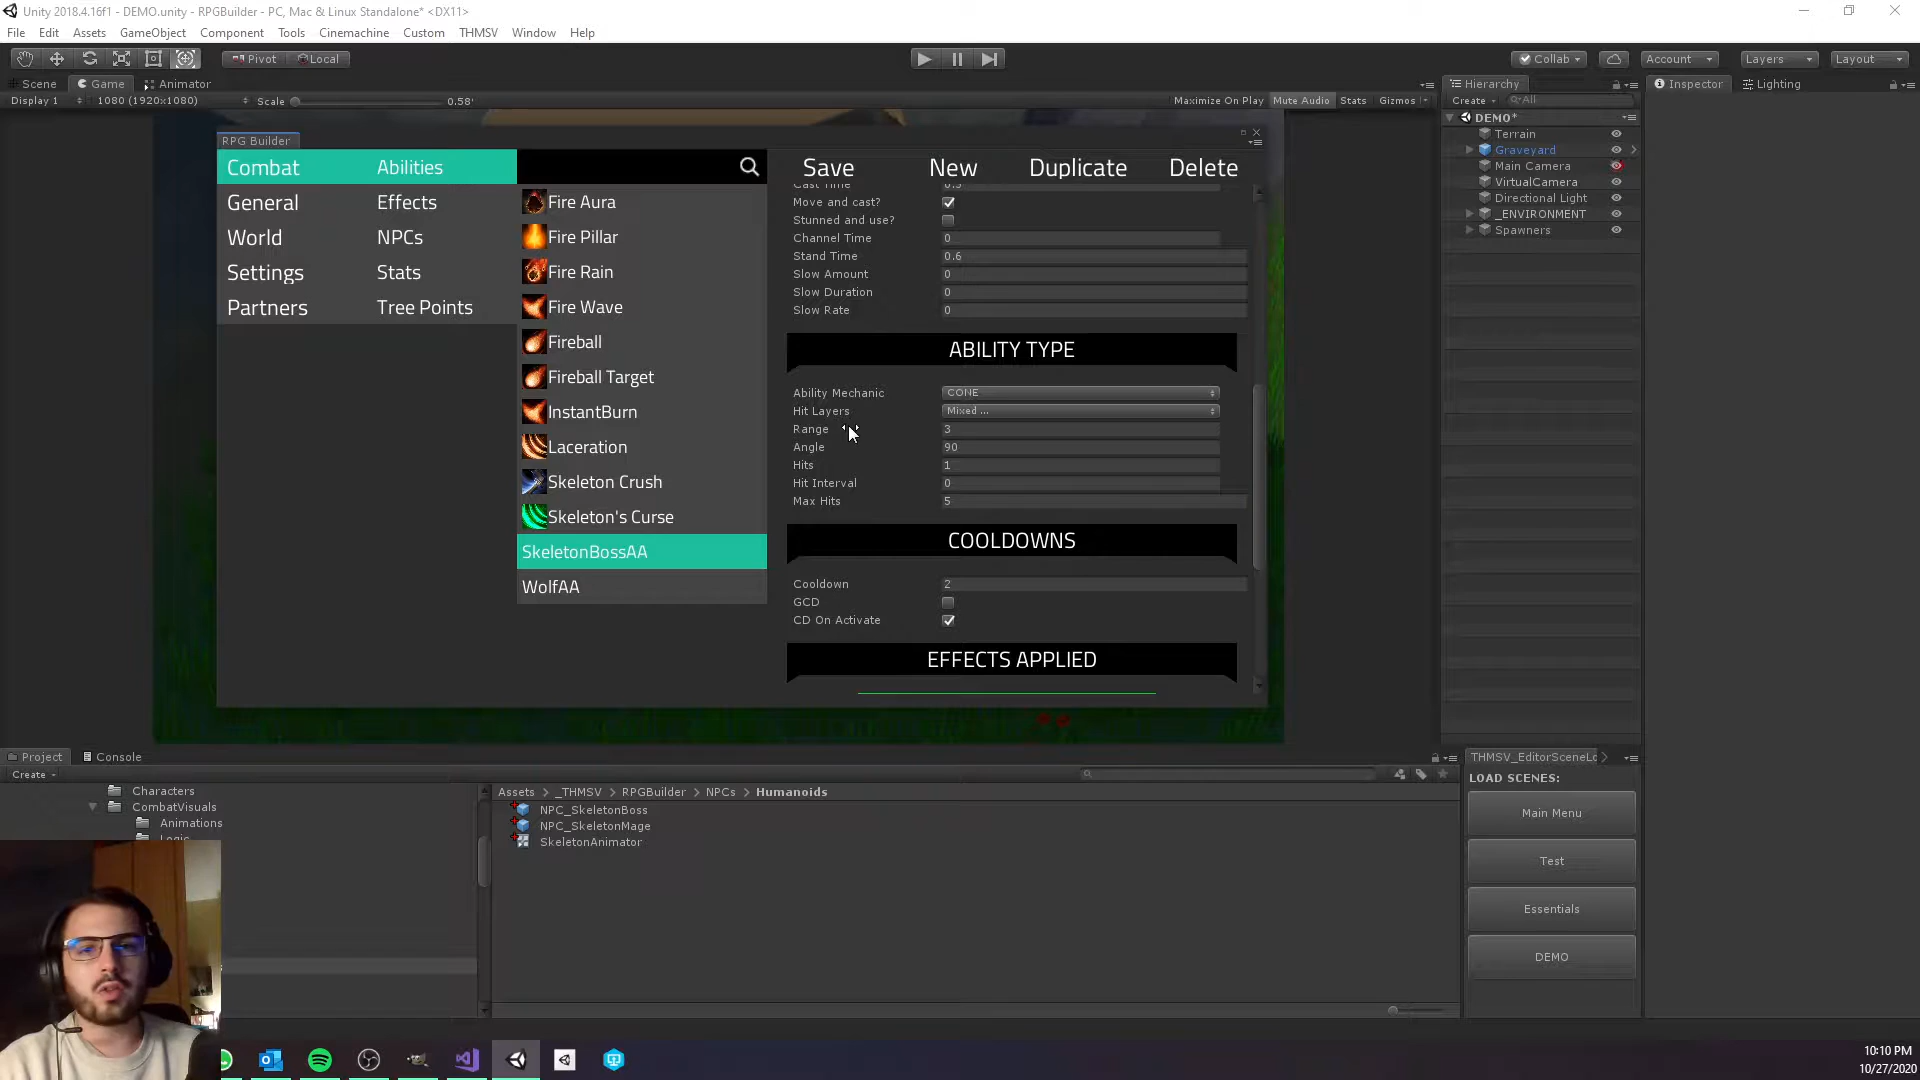 Unity 2018.4.16f1 - DEMO.unity - RPGBuilder - PC, Mac & Linux Standalone* <DX11>
File Edit Assets GameObject Component Tools Cinemachine Custom THMSV Window Help
Pivot Local Collab Account Layers Layout
Scene Game Animator
Display 1 1080 (1920x1080) Scale 0.58 Maximize On Play Mute Audio Stats Gizmos
Hierarchy
Create All
DEMO*
Terrain
Graveyard
Main Camera
VirtualCamera
Directional Light
_ENVIRONMENT
Spawners
Inspector Lighting
RPG Builder
Combat
General
World
Settings
Partners
Abilities
Effects
NPCs
Stats
Tree Points
Fire Aura
Fire Pillar
Fire Rain
Fire Wave
Fireball
Fireball Target
InstantBurn
Laceration
Skeleton Crush
Skeleton's Curse
SkeletonBossAA
WolfAA
Save New Duplicate Delete
Cast Time
Move and cast?
Stunned and use?
Channel Time 0
Stand Time 0.6
Slow Amount 0
Slow Duration 0
Slow Rate 0
ABILITY TYPE
Ability Mechanic CONE
Hit Layers Mixed ...
Range 3
Angle 90
Hits 1
Hit Interval 0
Max Hits 5
COOLDOWNS
Cooldown 2
GCD
CD On Activate
EFFECTS APPLIED
Project Console
Create
Characters
CombatVisuals
Animations
Logic
Assets > _THMSV > RPGBuilder > NPCs > Humanoids
NPC_SkeletonBoss
NPC_SkeletonMage
SkeletonAnimator
THMSV_EditorSceneLo
LOAD SCENES:
Main Menu
Test
Essentials
DEMO
10:10 PM
10/27/2020